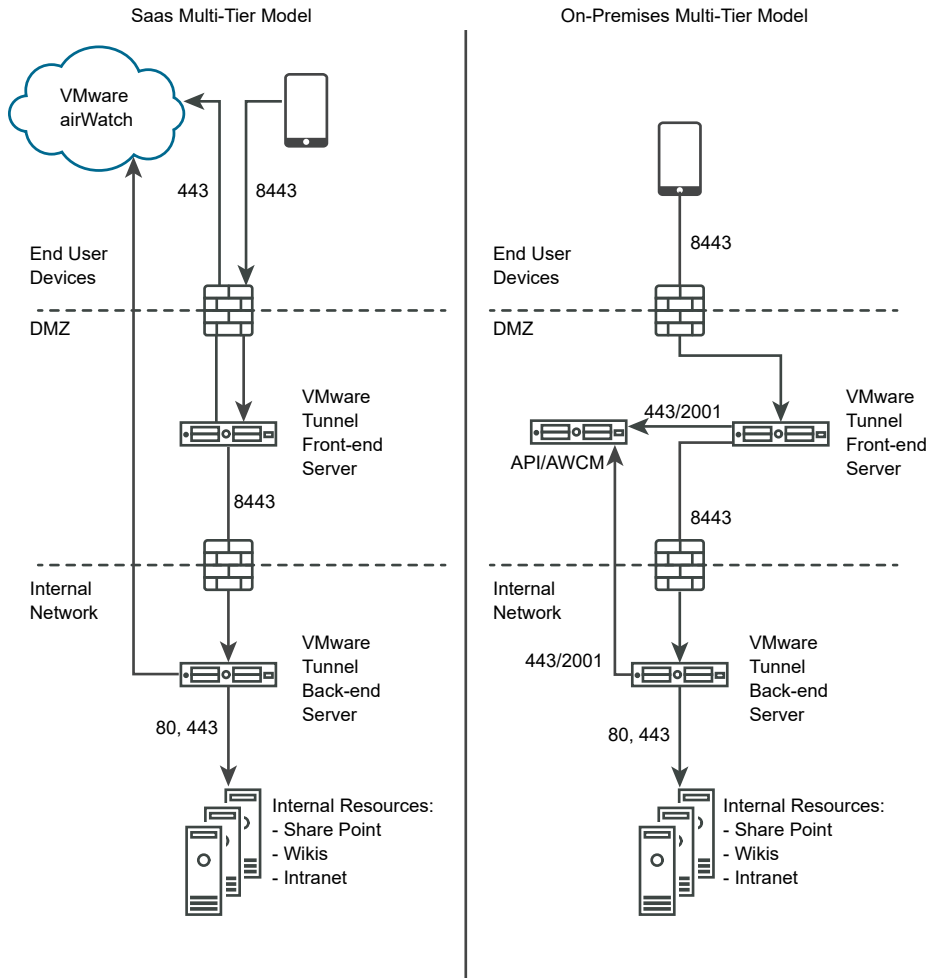 Saas Multi-Tier Model
VMware
airWatch
443
8443
End User
Devices
DMZ
VMware
Tunnel
Front-end
Server
8443
Internal
Network
VMware
Tunnel
Back-end
Server
80, 443
Internal Resources:
- Share Point
- Wikis
- Intranet
On-Premises Multi-Tier Model
8443
End User
Devices
DMZ
443/2001
VMware
Tunnel
Front-end
Server
API/AWCM
8443
Internal
Network
443/2001
VMware
Tunnel
Back-end
Server
80, 443
Internal Resources:
- Share Point
- Wikis
- Intranet